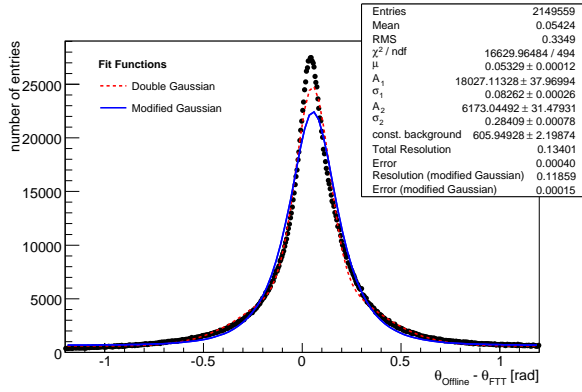 Entries 2149559
Mean 0.05424
RMS 0.3349
χ² / ndf 16629.96484 / 494
μ 0.05329 ± 0.00012
A₁ 18027.11328 ± 37.96994
σ₁ 0.08262 ± 0.00026
A₂ 6173.04492 ± 31.47931
σ₂ 0.28409 ± 0.00078
const. background 605.94928 ± 2.19874
Total Resolution 0.13401
Error 0.00040
Resolution (modified Gaussian) 0.11859
Error (modified Gaussian) 0.00015
Fit Functions
Double Gaussian
Modified Gaussian
number of entries
25000
20000
15000
10000
5000
0
-1 -0.5 0 0.5 1
θOffline - θFTT [rad]